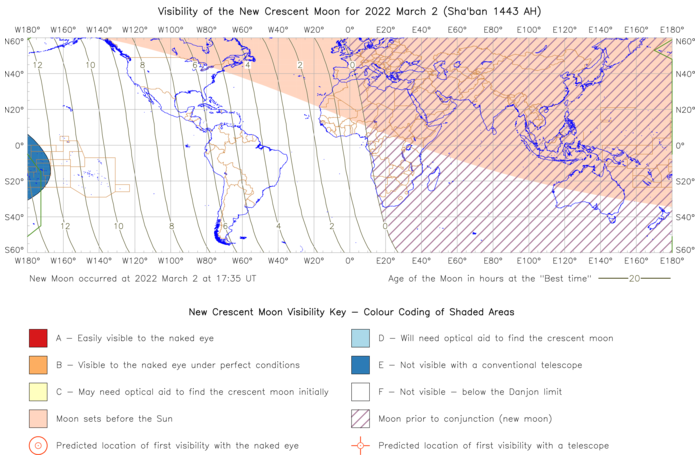 Visibility of the New Crescent Moon for 2022 March 2 (Sha'ban 1443 AH)
W180° W160° W140° W120° W100° W80° W60° W40° W20° 0° E20° E40° E60° E80° E100° E120° E140° E160° E180°
N60° N60°
12 8 6 4 2 0
N40° N40°
N20° N20°
0° 0°
S20° S20°
S40° S40°
12 10 8 6 4 2 0
S60° S60°
W180° W160° W140° W120° W100° W80° W60° W40° W20° 0° E20° E40° E60° E80° E100° E120° E140° E160° E180°
New Moon occurred at 2022 March 2 at 17:35 UT
Age of the Moon in hours at the "Best time" 20
New Crescent Moon Visibility Key – Colour Coding of Shaded Areas
A – Easily visible to the naked eye
B – Visible to the naked eye under perfect conditions
C – May need optical aid to find the crescent moon initially
Moon sets before the Sun
Predicted location of first visibility with the naked eye
D – Will need optical aid to find the crescent moon
E – Not visible with a conventional telescope
F – Not visible – below the Danjon limit
Moon prior to conjunction (new moon)
Predicted location of first visibility with a telescope